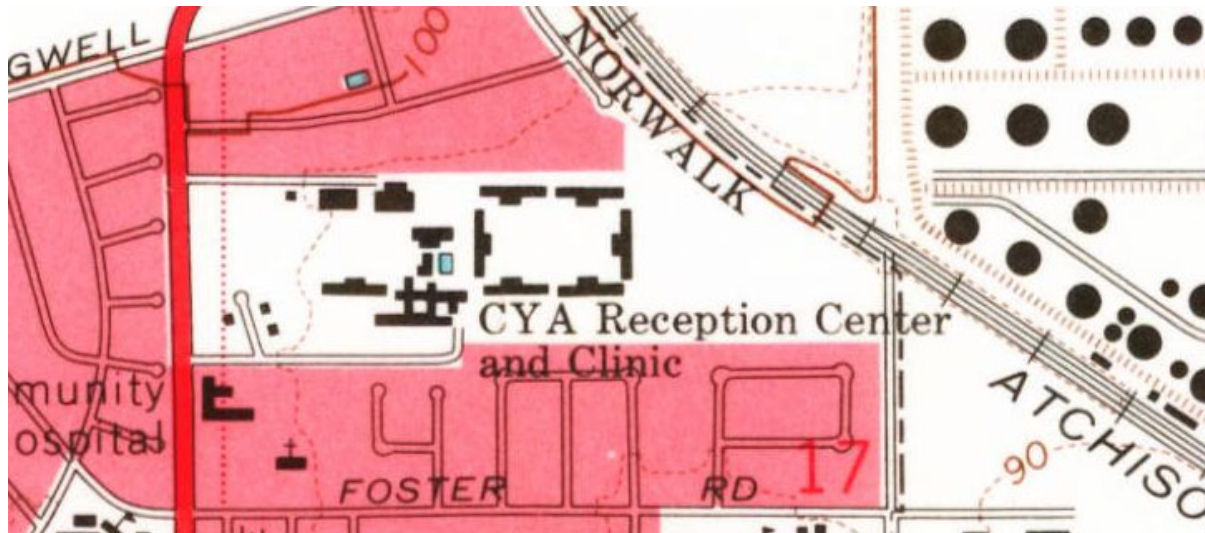 GWELL
100
NORWALK
CYA Reception Center
and Clinic
munity
ospital
ATCHISO
17
90
FOSTER RD